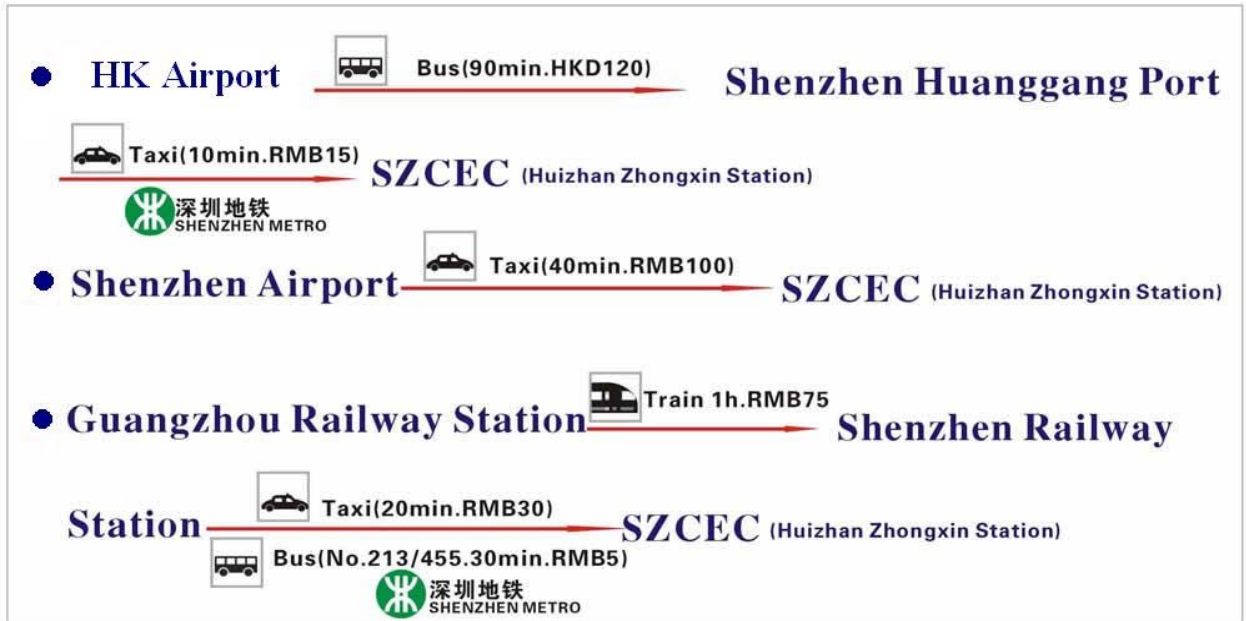 HK Airport Bus(90min.HKD120) Shenzhen Huanggang Port
Taxi(10min.RMB15) SZCEC (Huizhan Zhongxin Station)
深圳地铁
SHENZHEN METRO
Shenzhen Airport Taxi(40min.RMB100) SZCEC (Huizhan Zhongxin Station)
Guangzhou Railway Station Train 1h.RMB75 Shenzhen Railway
Station Taxi(20min.RMB30) SZCEC (Huizhan Zhongxin Station)
Bus(No.213/455.30min.RMB5)
深圳地铁
SHENZHEN METRO